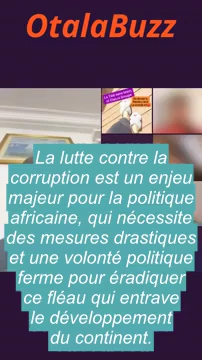 OtalaBuzz
La lutte contre la
corruption est un enjeu
majeur pour la politique
africaine, qui nécessite
des mesures drastiques
et une volonté politique
ferme pour éradiquer
ce fléau qui entrave
le développement
du continent.